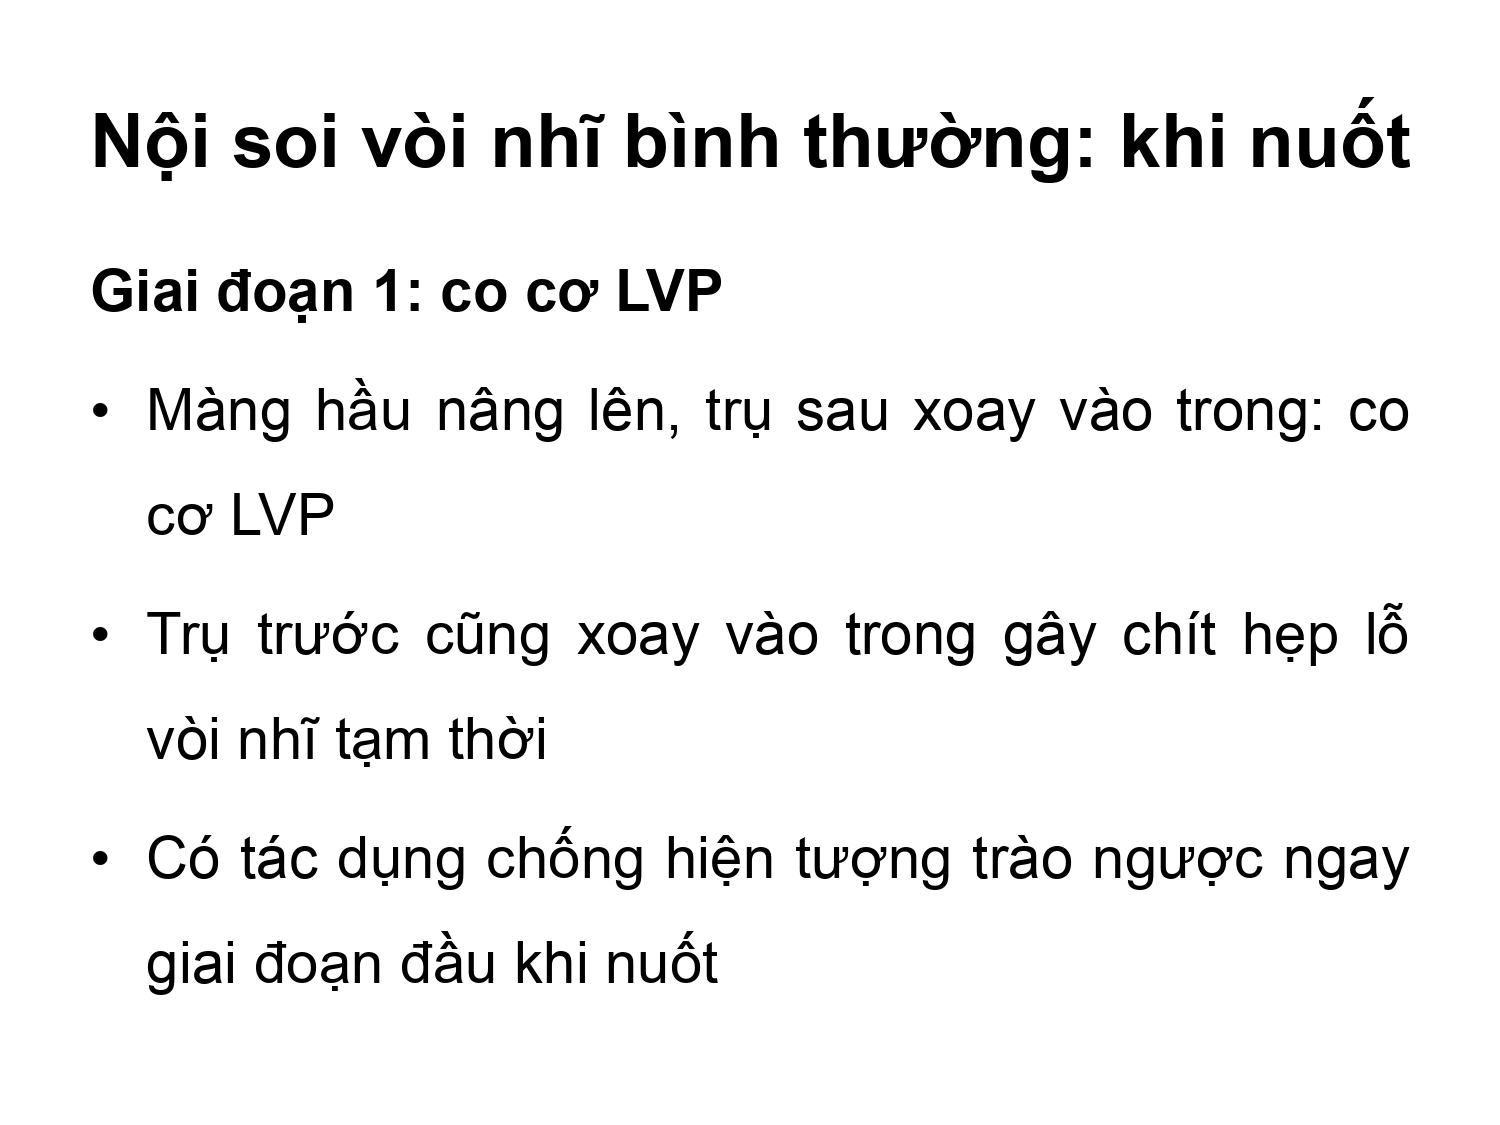 Nội soi vòi nhĩ bình thường: khi nuốt
Giai đoạn 1: co cơ LVP
• Màng hầu nâng lên, trụ sau xoay vào trong: co
cơ LVP
• Trụ trước cũng xoay vào trong gây chít hẹp lỗ
vòi nhĩ tạm thời
• Có tác dụng chống hiện tượng trào ngược ngay
giai đoạn đầu khi nuốt